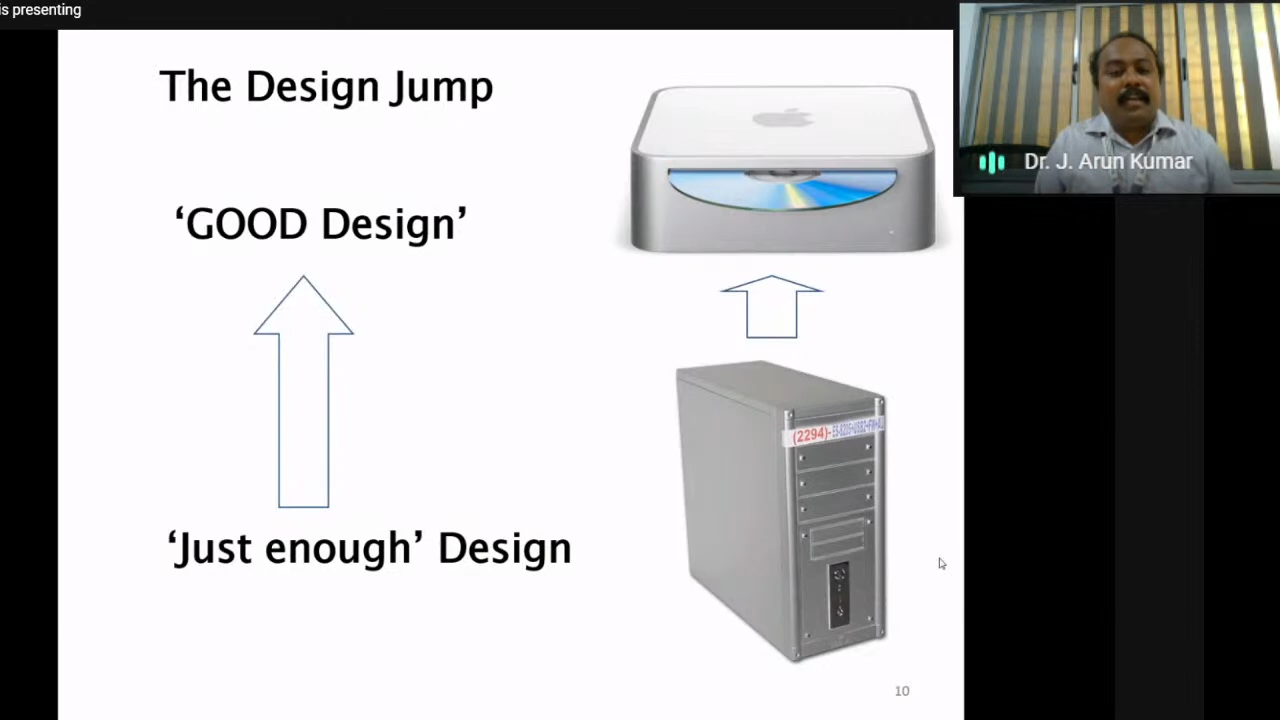 is presenting
The Design Jump
Dr. J. Arun Kumar
‘GOOD Design’
(2294)-
‘Just enough’ Design
10